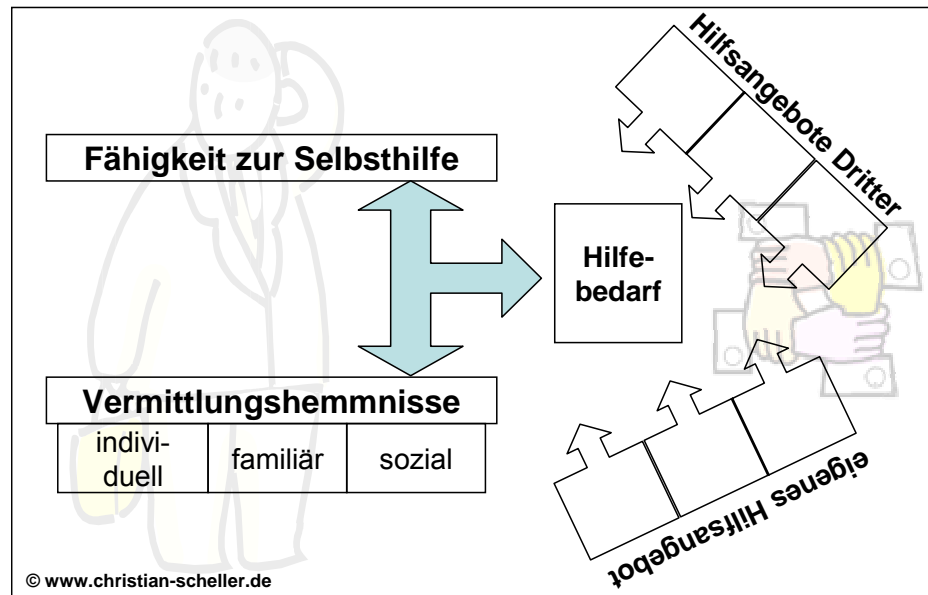 Fähigkeit zur Selbsthilfe
Vermittlungshemmnisse
indivi-
duell
familiär
sozial
Hilfe-
bedarf
Hilfsangebote Dritter
eigenes Hilfsangebot
© www.christian-scheller.de